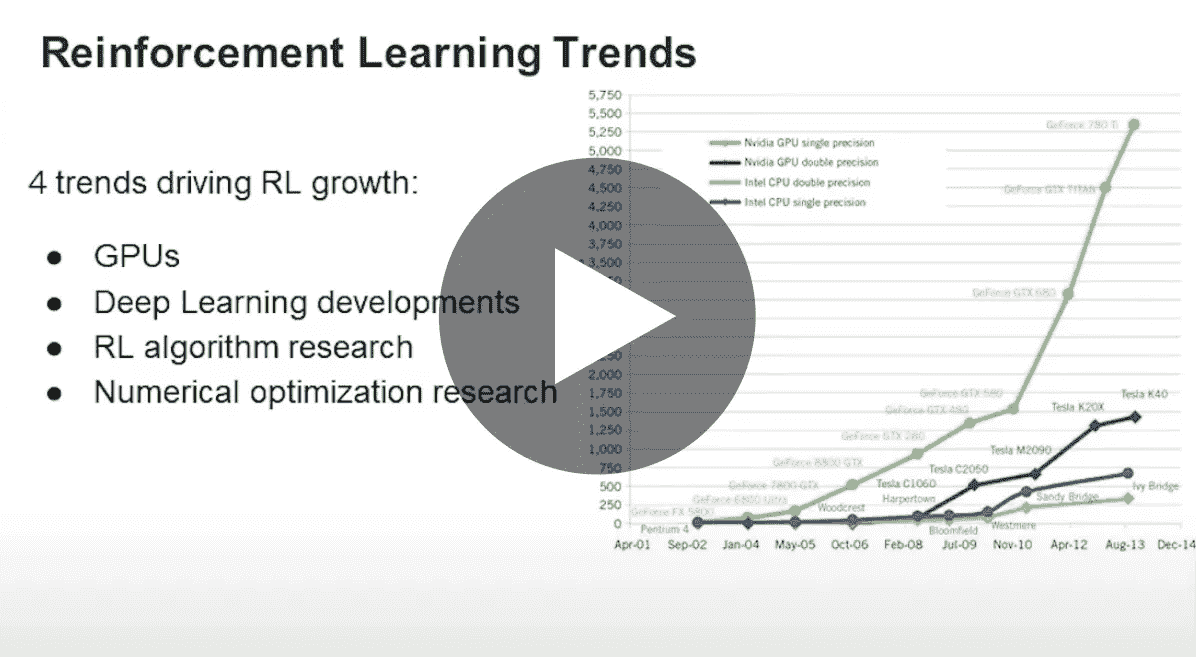 Reinforcement Learning Trends
4 trends driving RL growth:
● GPUs
● Deep Learning developments
● RL algorithm research
● Numerical optimization research
5,750
5,500
5,250
5,000
4,750
4,500
4,250
4,000
3,750
3,500
2,000
1,750
1,500
1,250
1,000
750
500
250
0
Nvidia GPU single precision
Nvidia GPU double precision
Intel CPU double precision
Intel CPU single precision
GeForce 780 Ti
GeForce GTX TITAN
GeForce GTX 680
GeForce GTX 580
GeForce GTX 480
GeForce GTX 280
GeForce 8800 GTX
GeForce 7800 GTX
GeForce 6800 Ultra
GeForce FX 5800
Tesla K40
Tesla K20X
Tesla M2090
Tesla C2050
Tesla C1060
Harpertown
Woodcrest
Pentium 4
Bloomfield
Westmere
Sandy Bridge
Ivy Bridge
Apr-01 Sep-02 Jan-04 May-05 Oct-06 Feb-08 Jul-09 Nov-10 Apr-12 Aug-13 Dec-14